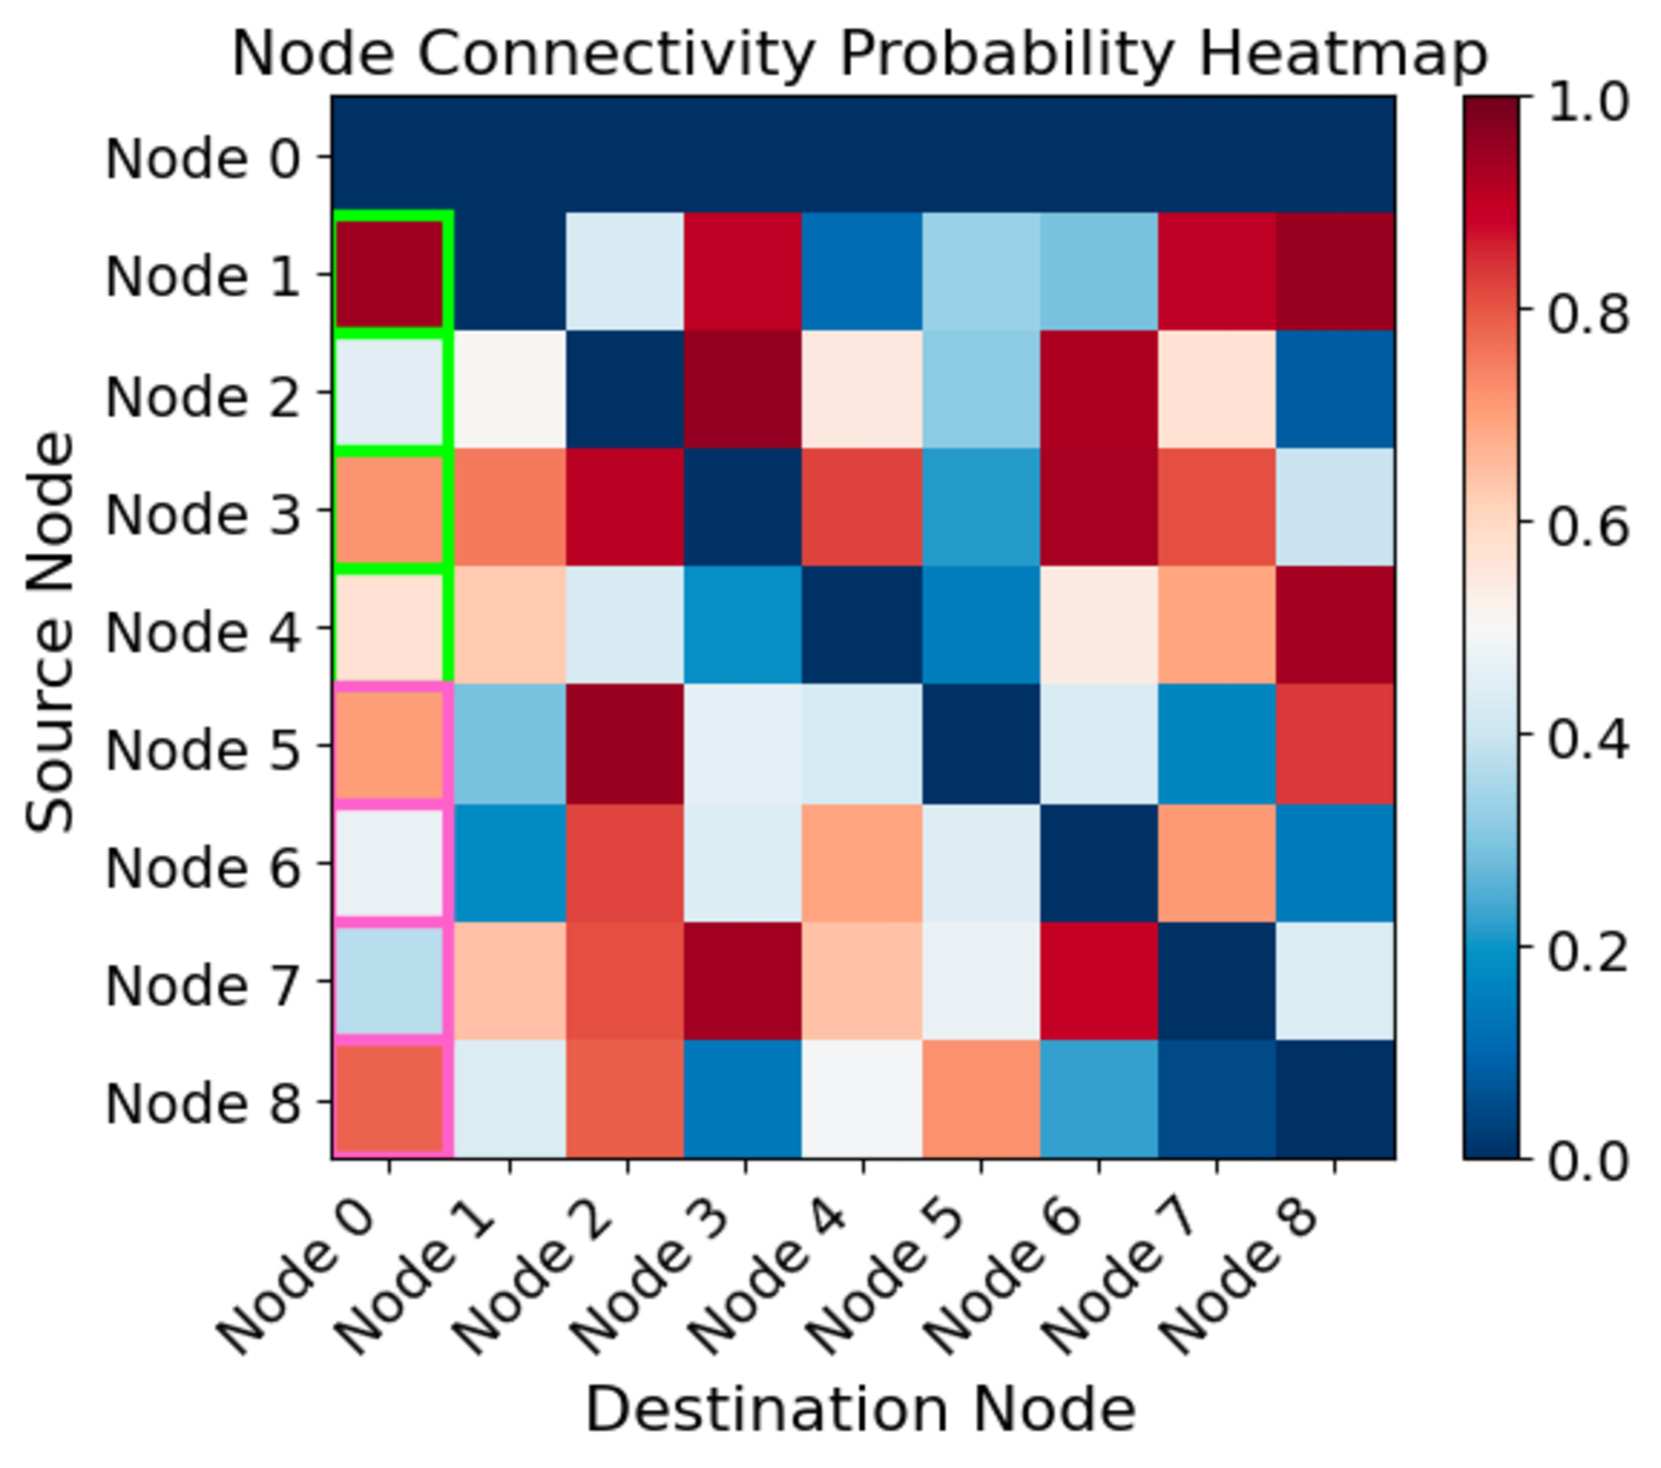 Node Connectivity Probability Heatmap
Source Node
Node 0
Node 1
Node 2
Node 3
Node 4
Node 5
Node 6
Node 7
Node 8
Node 0
Node 1
Node 2
Node 3
Node 4
Node 5
Node 6
Node 7
Node 8
Destination Node
1.0
0.8
0.6
0.4
0.2
0.0